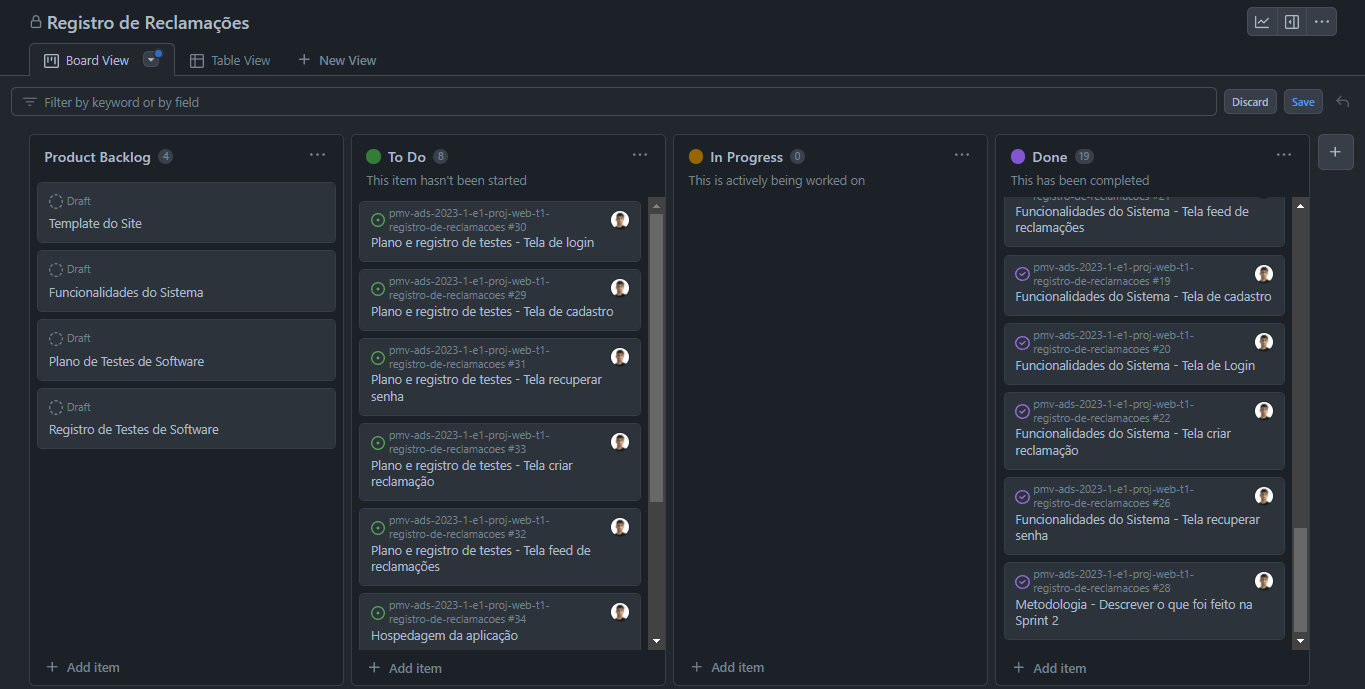 Registro de Reclamações
Board View
Table View
New View
Filter by keyword or by field
Discard
Save
Product Backlog 4
Draft
Template do Site
Draft
Funcionalidades do Sistema
Draft
Plano de Testes de Software
Draft
Registro de Testes de Software
Add item
To Do 8
This item hasn't been started
pmv-ads-2023-1-e1-proj-web-t1-
registro-de-reclamacoes #30
Plano e registro de testes - Tela de login
pmv-ads-2023-1-e1-proj-web-t1-
registro-de-reclamacoes #29
Plano e registro de testes - Tela de cadastro
pmv-ads-2023-1-e1-proj-web-t1-
registro-de-reclamacoes #31
Plano e registro de testes - Tela recuperar
senha
pmv-ads-2023-1-e1-proj-web-t1-
registro-de-reclamacoes #33
Plano e registro de testes - Tela criar
reclamação
pmv-ads-2023-1-e1-proj-web-t1-
registro-de-reclamacoes #32
Plano e registro de testes - Tela feed de
reclamações
pmv-ads-2023-1-e1-proj-web-t1-
registro-de-reclamacoes #34
Hospedagem da aplicação
Add item
In Progress 0
This is actively being worked on
Add item
Done 19
This has been completed
registro-de-reclamacoes #21
Funcionalidades do Sistema - Tela feed de
reclamações
pmv-ads-2023-1-e1-proj-web-t1-
registro-de-reclamacoes #19
Funcionalidades do Sistema - Tela de cadastro
pmv-ads-2023-1-e1-proj-web-t1-
registro-de-reclamacoes #20
Funcionalidades do Sistema - Tela de Login
pmv-ads-2023-1-e1-proj-web-t1-
registro-de-reclamacoes #22
Funcionalidades do Sistema - Tela criar
reclamação
pmv-ads-2023-1-e1-proj-web-t1-
registro-de-reclamacoes #26
Funcionalidades do Sistema - Tela recuperar
senha
pmv-ads-2023-1-e1-proj-web-t1-
registro-de-reclamacoes #28
Metodologia - Descrever o que foi feito na
Sprint 2
Add item